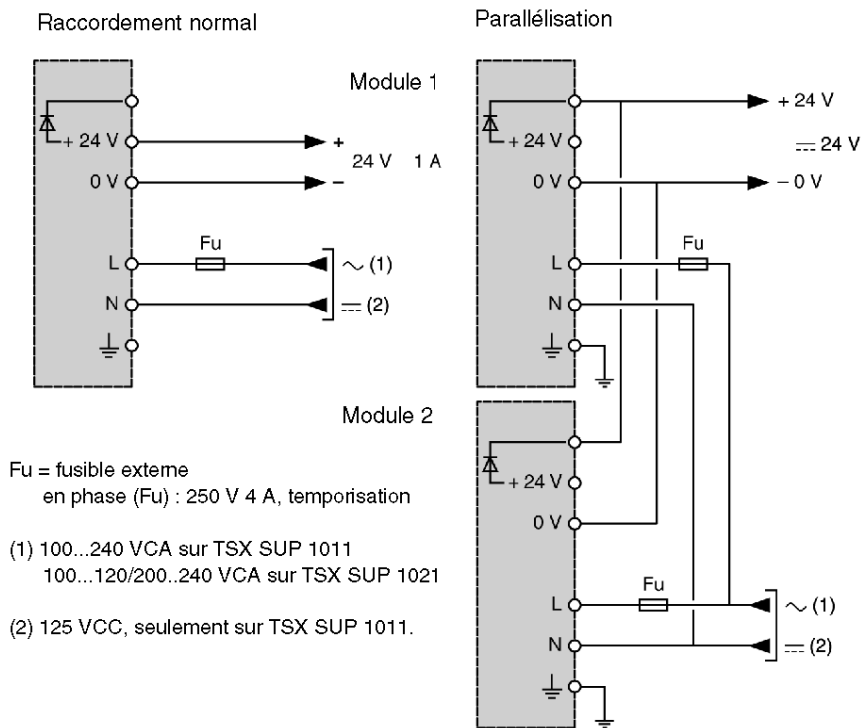 Raccordement normal
Parallélisation
Module 1
+ 24 V
+
24 V 1 A
0 V
–
L
Fu
(1)
N
(2)
+ 24 V
+ 24 V
24 V
0 V
– 0 V
L
Fu
N
Module 2
+ 24 V
0 V
L
Fu
(1)
N
(2)
Fu = fusible externe
en phase (Fu) : 250 V 4 A, temporisation
(1) 100...240 VCA sur TSX SUP 1011
100...120/200..240 VCA sur TSX SUP 1021
(2) 125 VCC, seulement sur TSX SUP 1011.